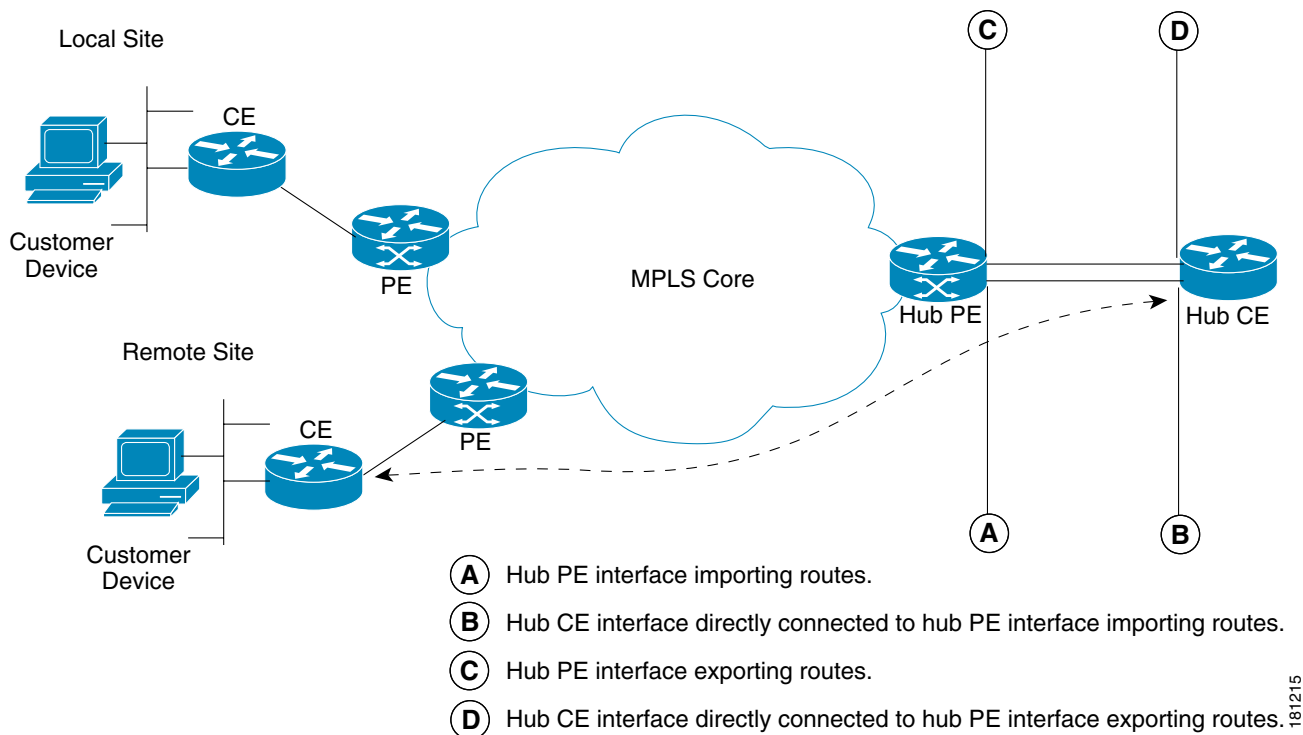 C
D
Local Site
CE
Customer
Device
PE
MPLS Core
Hub PE
Hub CE
Remote Site
CE
PE
Customer
Device
A
B
A Hub PE interface importing routes.
B Hub CE interface directly connected to hub PE interface importing routes.
C Hub PE interface exporting routes.
D Hub CE interface directly connected to hub PE interface exporting routes.
181215